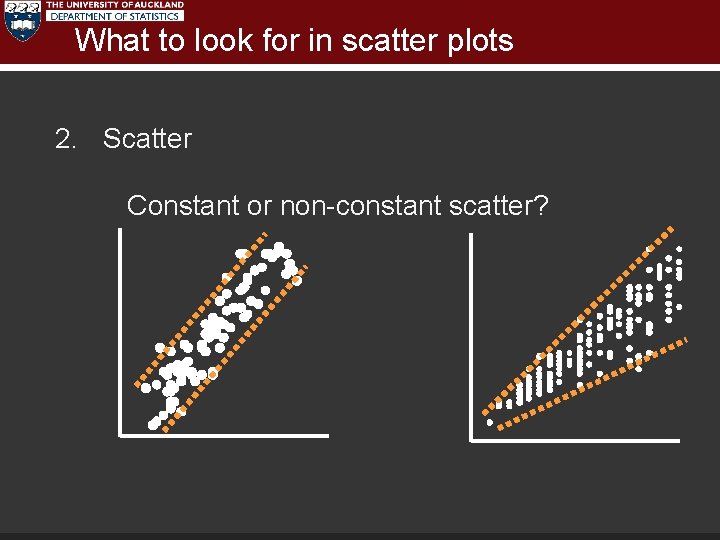 THE UNIVERSITY OF AUCKLAND
DEPARTMENT OF STATISTICS
What to look for in scatter plots
2. Scatter
Constant or non-constant scatter?